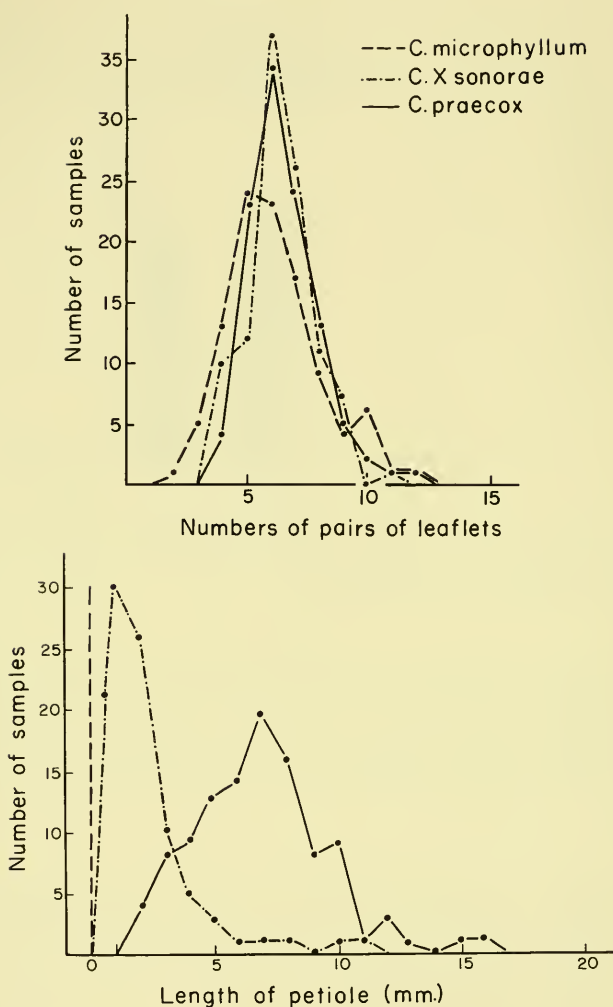 35
30
25
20
15
10
5
Number of samples
C. microphyllum
C. X sonorae
C. praecox
5 10 15
Numbers of pairs of leaflets
30
25
20
15
10
5
Number of samples
0 5 10 15 20
Length of petiole (mm.)